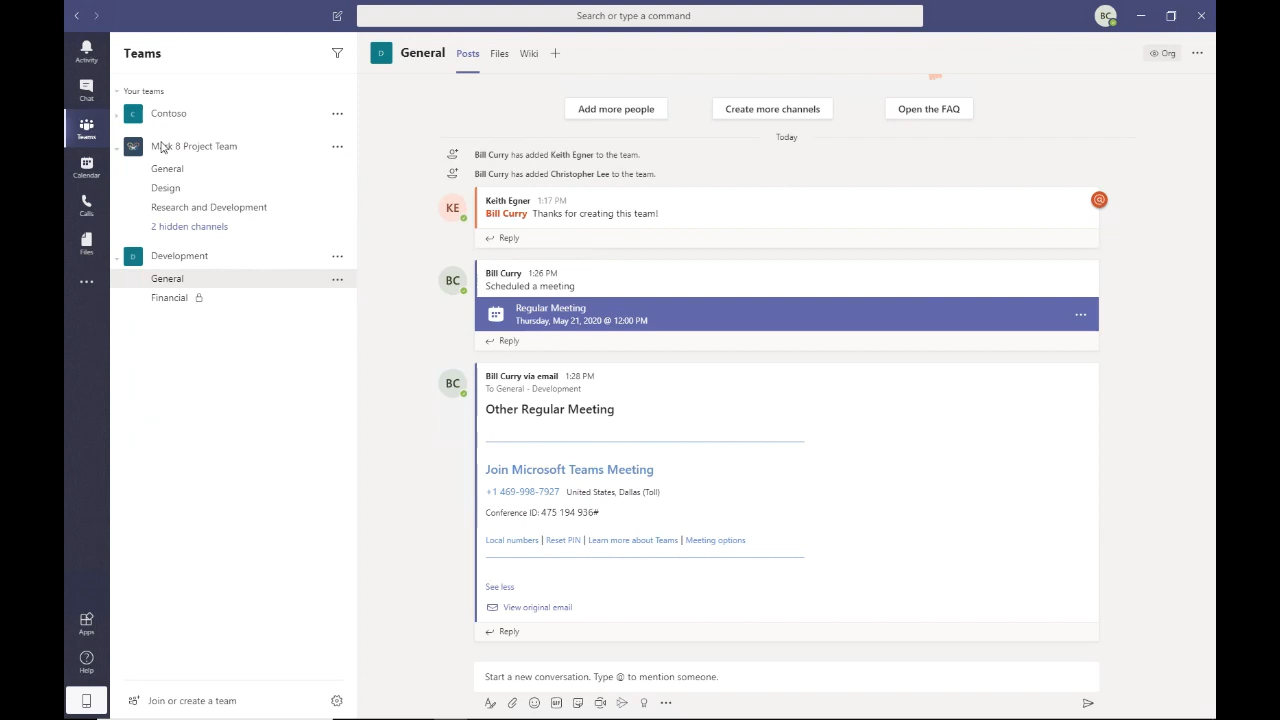 Search or type a command
BC
Activity
Chat
Teams
Calendar
Calls
Files
Apps
Help
Teams
Your teams
C Contoso
Mark 8 Project Team
General
Design
Research and Development
2 hidden channels
D Development
General
Financial
Join or create a team
D General Posts Files Wiki
Org
Add more people Create more channels Open the FAQ
Today
Bill Curry has added Keith Egner to the team.
Bill Curry has added Christopher Lee to the team.
KE
Keith Egner 1:17 PM
Bill Curry Thanks for creating this team!
Reply
BC
Bill Curry 1:26 PM
Scheduled a meeting
Regular Meeting
Thursday, May 21, 2020 @ 12:00 PM
Reply
BC
Bill Curry via email 1:28 PM
To General - Development
Other Regular Meeting
Join Microsoft Teams Meeting
+1 469-998-7927 United States, Dallas (Toll)
Conference ID: 475 194 936#
Local numbers | Reset PIN | Learn more about Teams | Meeting options
See less
View original email
Reply
Start a new conversation. Type @ to mention someone.
GIF